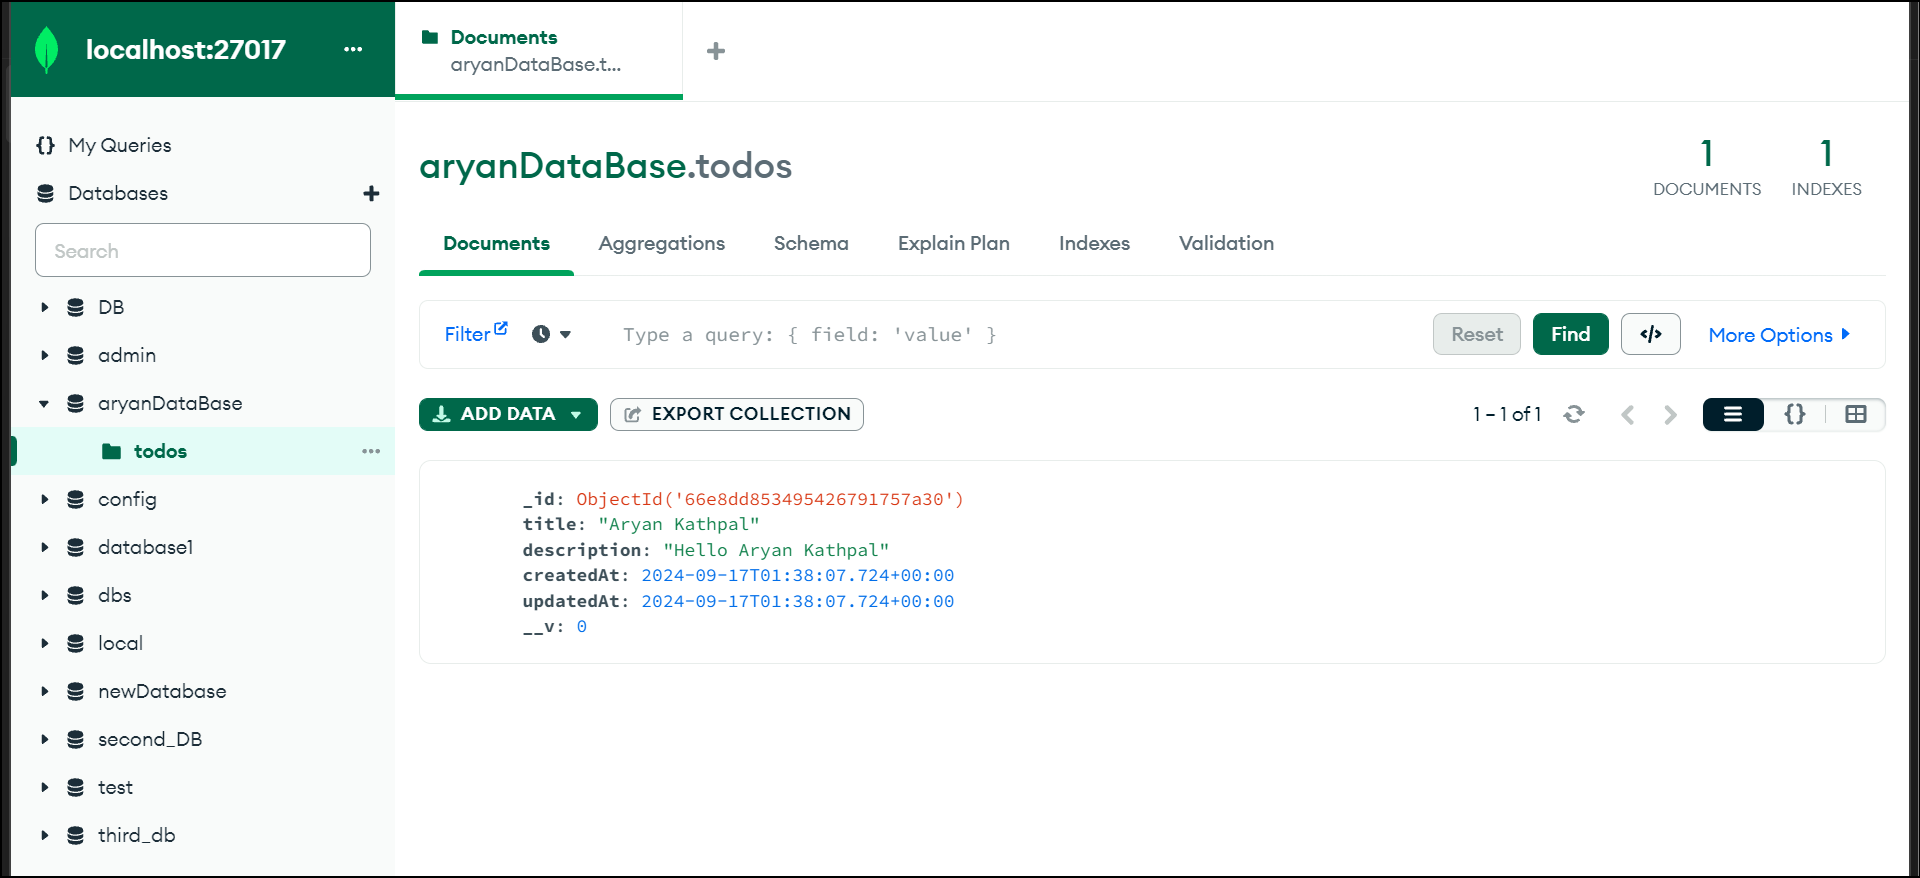 localhost:27017
...
Documents
aryanDataBase.t...
My Queries
Databases
Search
DB
admin
aryanDataBase
todos
config
database1
dbs
local
newDatabase
second_DB
test
third_db
aryanDataBase.todos
1 DOCUMENTS
1 INDEXES
Documents Aggregations Schema Explain Plan Indexes Validation
Filter Type a query: { field: 'value' } Reset Find </> More Options
ADD DATA EXPORT COLLECTION 1 – 1 of 1 {}
_id: ObjectId('66e8dd853495426791757a30')
title: "Aryan Kathpal"
description: "Hello Aryan Kathpal"
createdAt: 2024-09-17T01:38:07.724+00:00
updatedAt: 2024-09-17T01:38:07.724+00:00
__v: 0